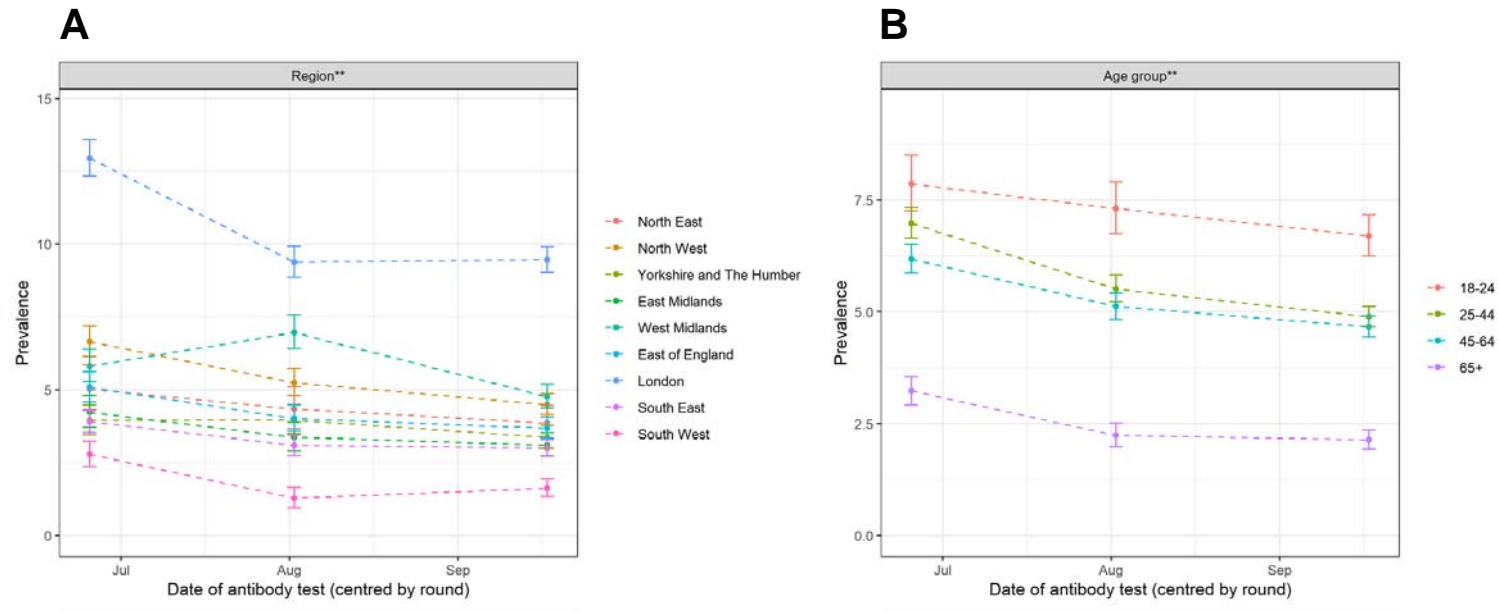 A
Region**
15
10
5
0
Prevalence
Jul
Aug
Sep
Date of antibody test (centred by round)
North East
North West
Yorkshire and The Humber
East Midlands
West Midlands
East of England
London
South East
South West
B
Age group**
7.5
5.0
2.5
0.0
Prevalence
Jul
Aug
Sep
Date of antibody test (centred by round)
18-24
25-44
45-64
65+